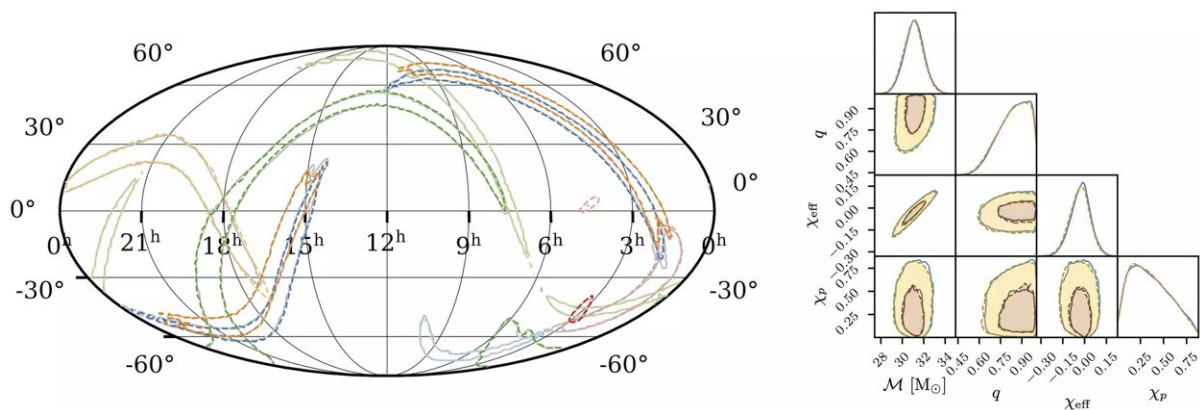 60° 60°
30° 30°
0° 0°
0h 21h 18h 15h 12h 9h 6h 3h 0h
-30° -30°
-60° -60°
q 0.90 0.75 0.60 0.45
χeff 0.15 0.00 −0.15 −0.30
χp 0.75 0.50 0.25
28 30 32 34 0.45 0.60 0.75 0.90 −0.30 −0.15 0.00 0.15 0.25 0.50 0.75
ℳ [M⊙] q χeff χp